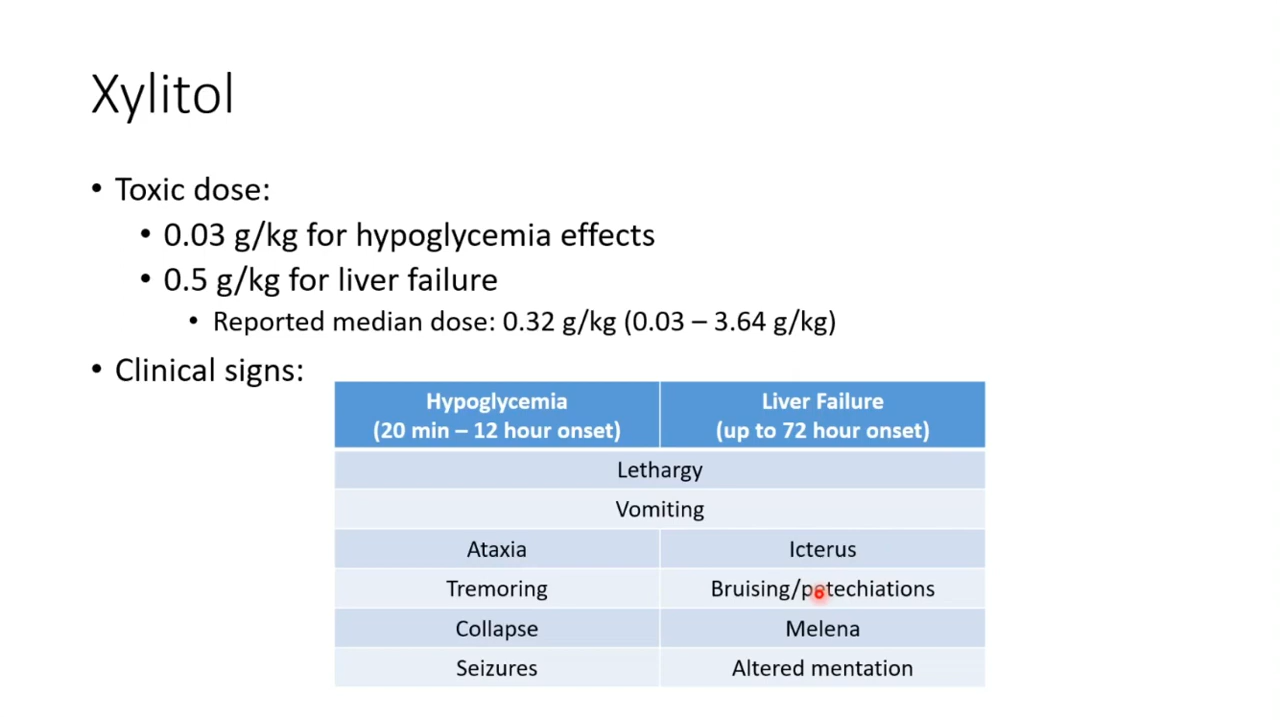 Xylitol
• Toxic dose:
• 0.03 g/kg for hypoglycemia effects
• 0.5 g/kg for liver failure
• Reported median dose: 0.32 g/kg (0.03 – 3.64 g/kg)
• Clinical signs:
Hypoglycemia
(20 min – 12 hour onset)
Liver Failure
(up to 72 hour onset)
Lethargy
Vomiting
Ataxia
Icterus
Tremoring
Bruising/petechiations
Collapse
Melena
Seizures
Altered mentation